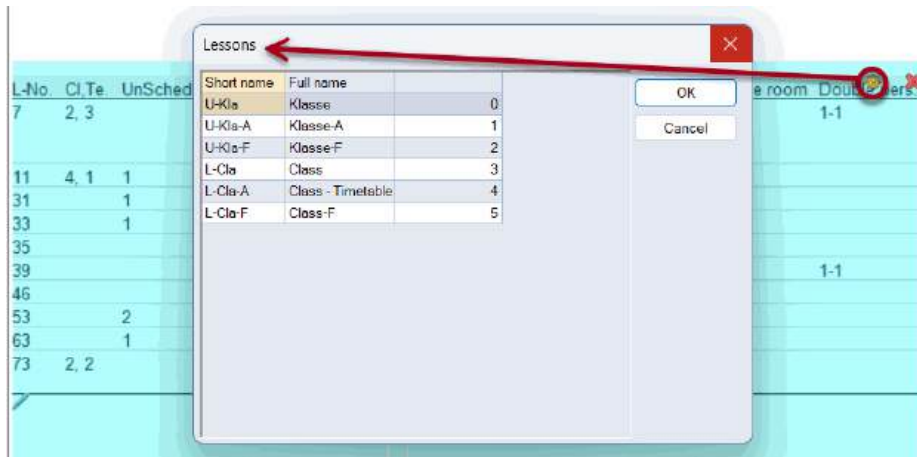 Lessons
Short name Full name
U-Kla Klasse 0
U-Kla-A Klasse-A 1
U-Kla-F Klasse-F 2
L-Cla Class 3
L-Cla-A Class - Timetable 4
L-Cla-F Class-F 5
OK
Cancel
L-No. Cl,Te UnSched e room
7 2, 3 1-1
11 4, 1 1
31 1
33 1
35
39 1-1
46
53 2
63 1
73 2, 2